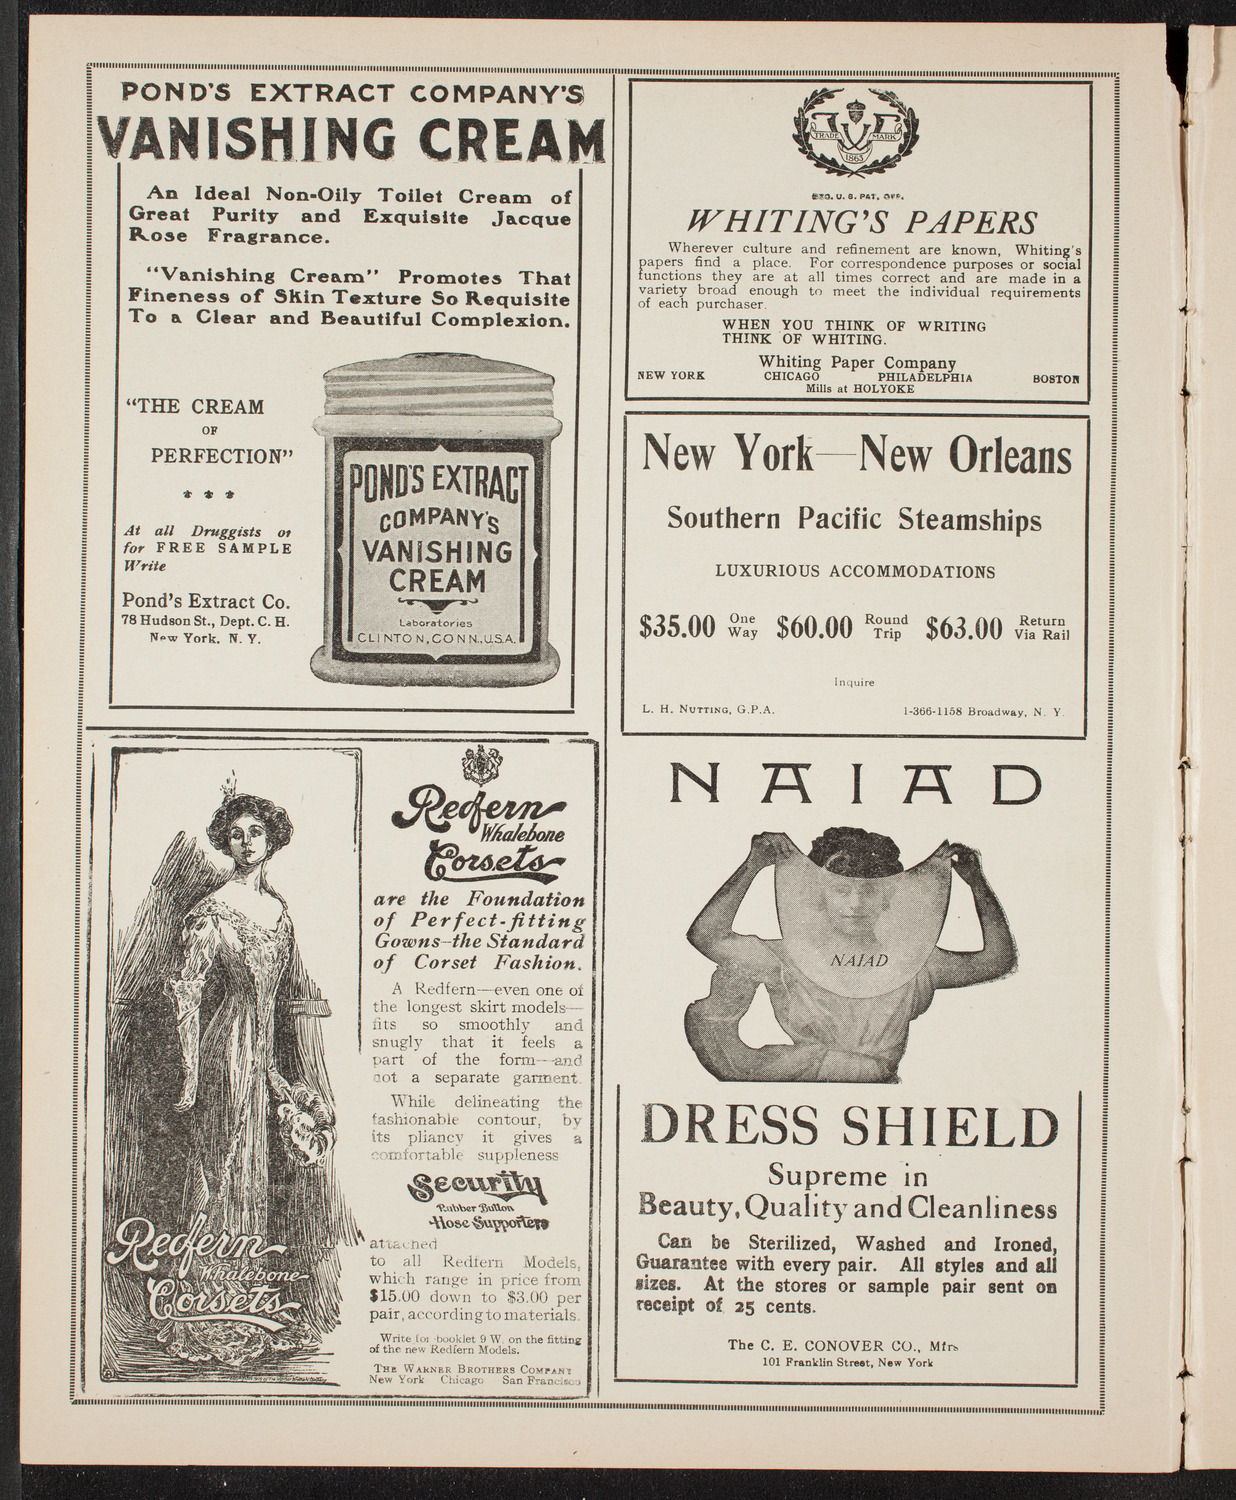 POND'S EXTRACT COMPANY'S
VANISHING CREAM
An Ideal Non-Oily Toilet Cream of
Great Purity and Exquisite Jacque
Rose Fragrance.
"Vanishing Cream" Promotes That
Fineness of Skin Texture So Requisite
To a Clear and Beautiful Complexion.
"THE CREAM
OF
PERFECTION"
* * *
At all Druggists or
for FREE SAMPLE
Write
Pond's Extract Co.
78 Hudson St., Dept. C. H.
New York, N. Y.
POND'S EXTRACT
COMPANY'S
VANISHING
CREAM
Laboratories
CLINTON, CONN., U.S.A.
TRADE MARK
1863
REG. U. S. PAT. OFF.
WHITING'S PAPERS
Wherever culture and refinement are known, Whiting's
papers find a place. For correspondence purposes or social
functions they are at all times correct and are made in a
variety broad enough to meet the individual requirements
of each purchaser.
WHEN YOU THINK OF WRITING
THINK OF WHITING.
Whiting Paper Company
NEW YORK CHICAGO PHILADELPHIA BOSTON
Mills at HOLYOKE
New York—New Orleans
Southern Pacific Steamships
LUXURIOUS ACCOMMODATIONS
$35.00 One Way $60.00 Round Trip $63.00 Return Via Rail
Inquire
L. H. NUTTING, G.P.A. 1-366-1158 Broadway, N. Y.
Redfern
Whalebone
Corsets
are the Foundation
of Perfect-fitting
Gowns—the Standard
of Corset Fashion.
A Redfern—even one of
the longest skirt models—
fits so smoothly and
snugly that it feels a
part of the form—and
not a separate garment.
While delineating the
fashionable contour, by
its pliancy it gives a
comfortable suppleness
Security
Rubber Button
Hose Supporters
attached
to all Redfern Models,
which range in price from
$15.00 down to $3.00 per
pair, according to materials.
Write for booklet 9 W. on the fitting
of the new Redfern Models.
THE WARNER BROTHERS COMPANY
New York Chicago San Francisco
Redfern
Whalebone
Corsets
NAIAD
NAIAD
DRESS SHIELD
Supreme in
Beauty, Quality and Cleanliness
Can be Sterilized, Washed and Ironed,
Guarantee with every pair. All styles and all
sizes. At the stores or sample pair sent on
receipt of 25 cents.
The C. E. CONOVER CO., Mfrs
101 Franklin Street, New York